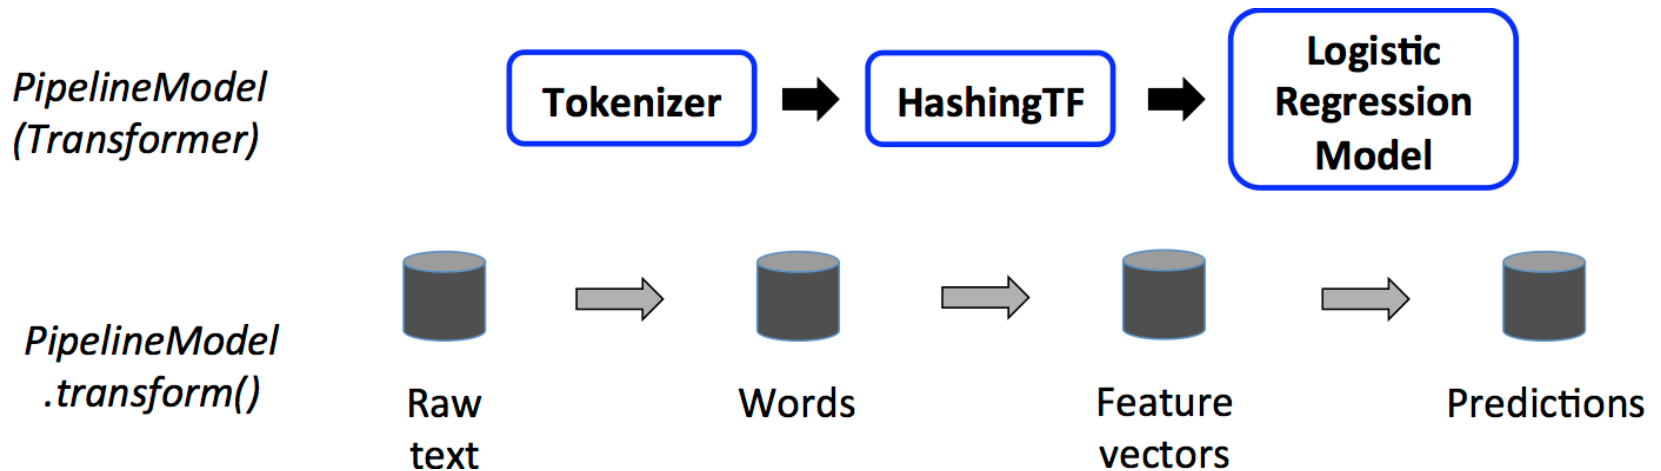 PipelineModel
(Transformer)
Tokenizer
HashingTF
Logistic
Regression
Model
PipelineModel
.transform()
Raw
text
Words
Feature
vectors
Predictions